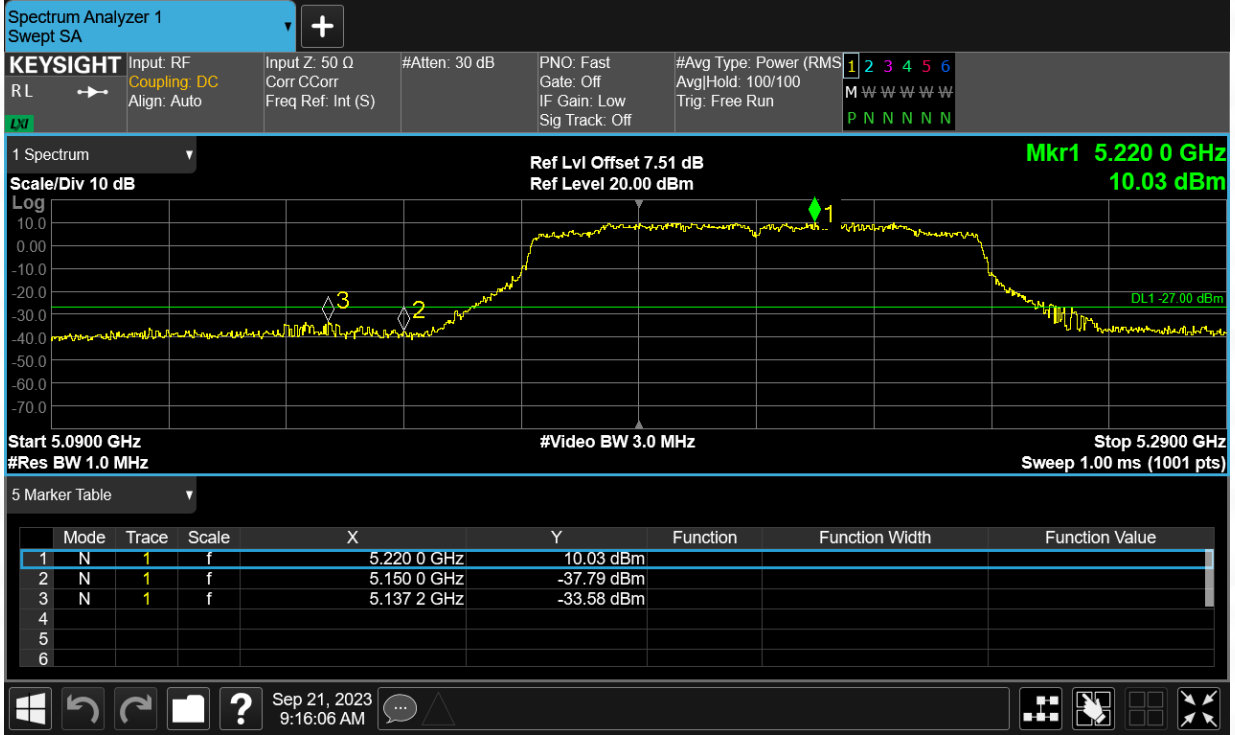 Spectrum Analyzer 1
Swept SA
KEYSIGHT
RL
LXI
Input: RF
Coupling: DC
Align: Auto
Input Z: 50 Ω
Corr CCorr
Freq Ref: Int (S)
#Atten: 30 dB
PNO: Fast
Gate: Off
IF Gain: Low
Sig Track: Off
#Avg Type: Power (RMS
Avg|Hold: 100/100
Trig: Free Run
1 2 3 4 5 6
M W W W W W
P N N N N N
1 Spectrum
Scale/Div 10 dB
Ref Lvl Offset 7.51 dB
Ref Level 20.00 dBm
Mkr1 5.220 0 GHz
10.03 dBm
Log
10.0
0.00
-10.0
-20.0
-30.0
-40.0
-50.0
-60.0
-70.0
1
3
2
DL1 -27.00 dBm
Start 5.0900 GHz
#Video BW 3.0 MHz
Stop 5.2900 GHz
#Res BW 1.0 MHz
Sweep 1.00 ms (1001 pts)
5 Marker Table
Mode Trace Scale X Y Function Function Width Function Value
1 N 1 f 5.220 0 GHz 10.03 dBm
2 N 1 f 5.150 0 GHz -37.79 dBm
3 N 1 f 5.137 2 GHz -33.58 dBm
4
5
6
?
Sep 21, 2023
9:16:06 AM